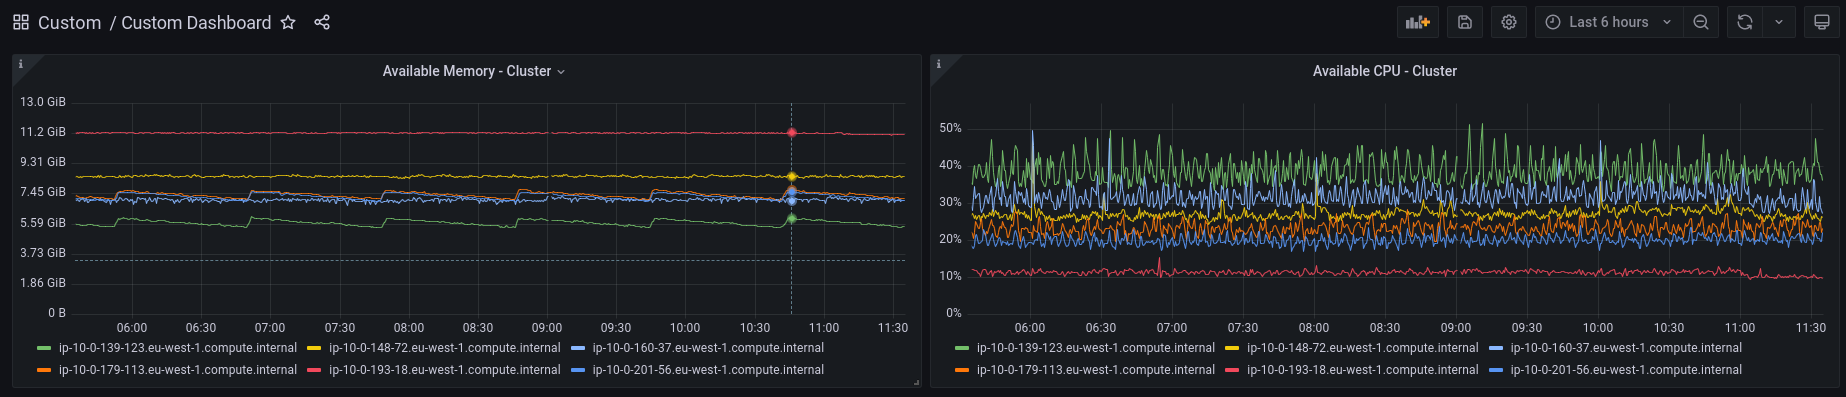 Custom / Custom Dashboard
Last 6 hours
i
Available Memory - Cluster
13.0 GiB
11.2 GiB
9.31 GiB
7.45 GiB
5.59 GiB
3.73 GiB
1.86 GiB
0 B
06:00 06:30 07:00 07:30 08:00 08:30 09:00 09:30 10:00 10:30 11:00 11:30
ip-10-0-139-123.eu-west-1.compute.internal ip-10-0-148-72.eu-west-1.compute.internal ip-10-0-160-37.eu-west-1.compute.internal
ip-10-0-179-113.eu-west-1.compute.internal ip-10-0-193-18.eu-west-1.compute.internal ip-10-0-201-56.eu-west-1.compute.internal
i
Available CPU - Cluster
50%
40%
30%
20%
10%
0%
06:00 06:30 07:00 07:30 08:00 08:30 09:00 09:30 10:00 10:30 11:00 11:30
ip-10-0-139-123.eu-west-1.compute.internal ip-10-0-148-72.eu-west-1.compute.internal ip-10-0-160-37.eu-west-1.compute.internal
ip-10-0-179-113.eu-west-1.compute.internal ip-10-0-193-18.eu-west-1.compute.internal ip-10-0-201-56.eu-west-1.compute.internal